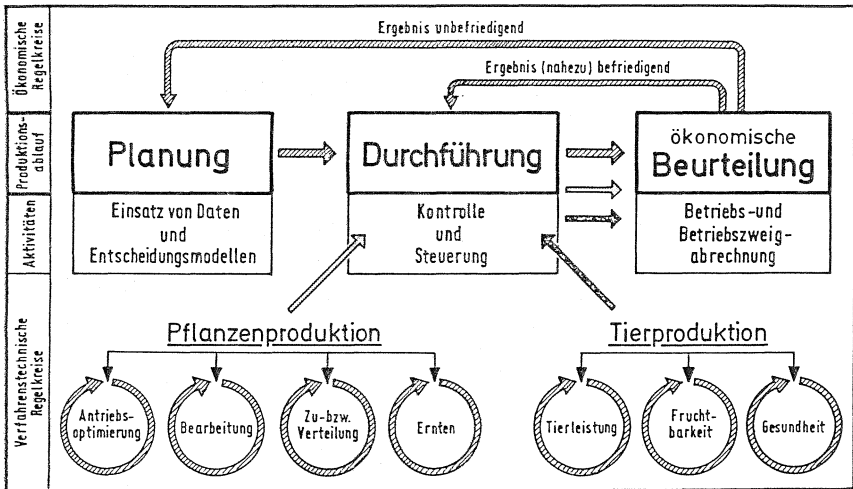 Ökonomische
Regelkreise
Ergebnis unbefriedigend
Ergebnis (nahezu) befriedigend
Produktions-
ablauf
Planung
Durchführung
ökonomische
Beurteilung
Aktivitäten
Einsatz von Daten
und
Entscheidungsmodellen
Kontrolle
und
Steuerung
Betriebs- und
Betriebszweig-
abrechnung
Verfahrenstechnische
Regelkreise
Pflanzenproduktion
Tierproduktion
Antriebs-
optimierung
Bearbeitung
Zu- bzw.
Verteilung
Ernten
Tierleistung
Frucht-
barkeit
Gesundheit